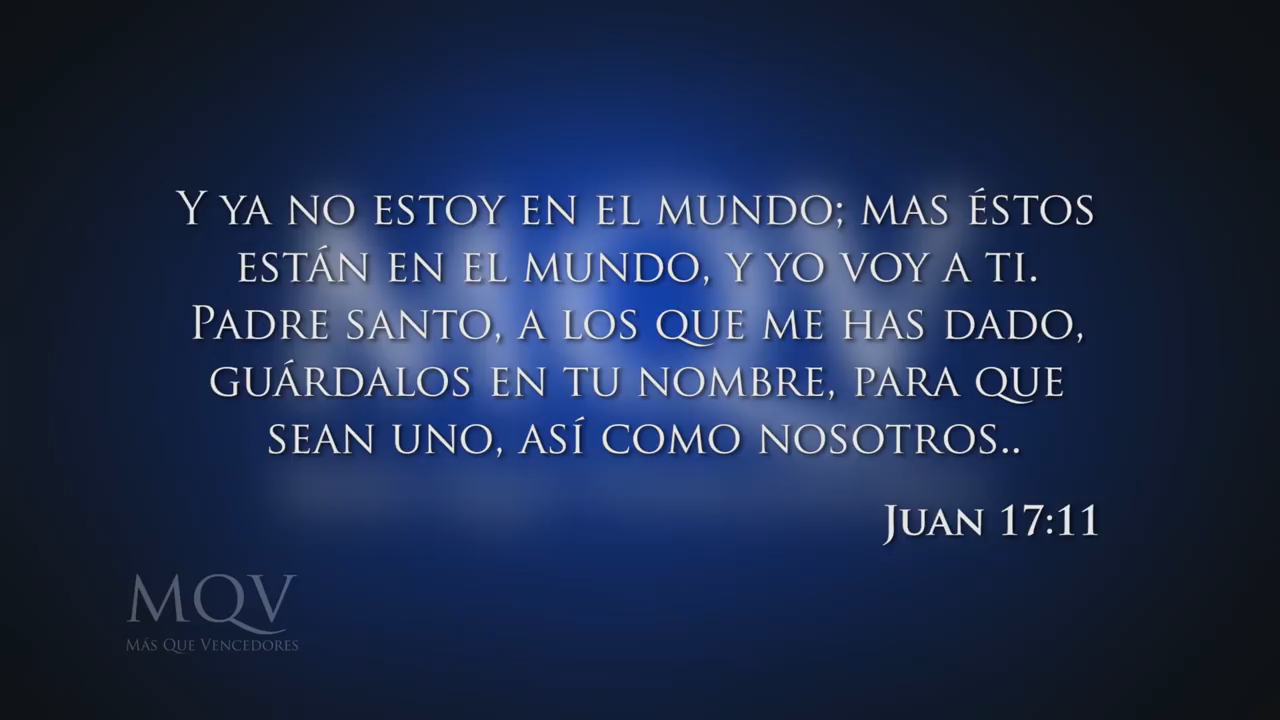 Y ya no estoy en el mundo; mas éstos
están en el mundo, y yo voy a ti.
Padre santo, a los que me has dado,
guárdalos en tu nombre, para que
sean uno, así como nosotros..
Juan 17:11
MQV
Más Que Vencedores